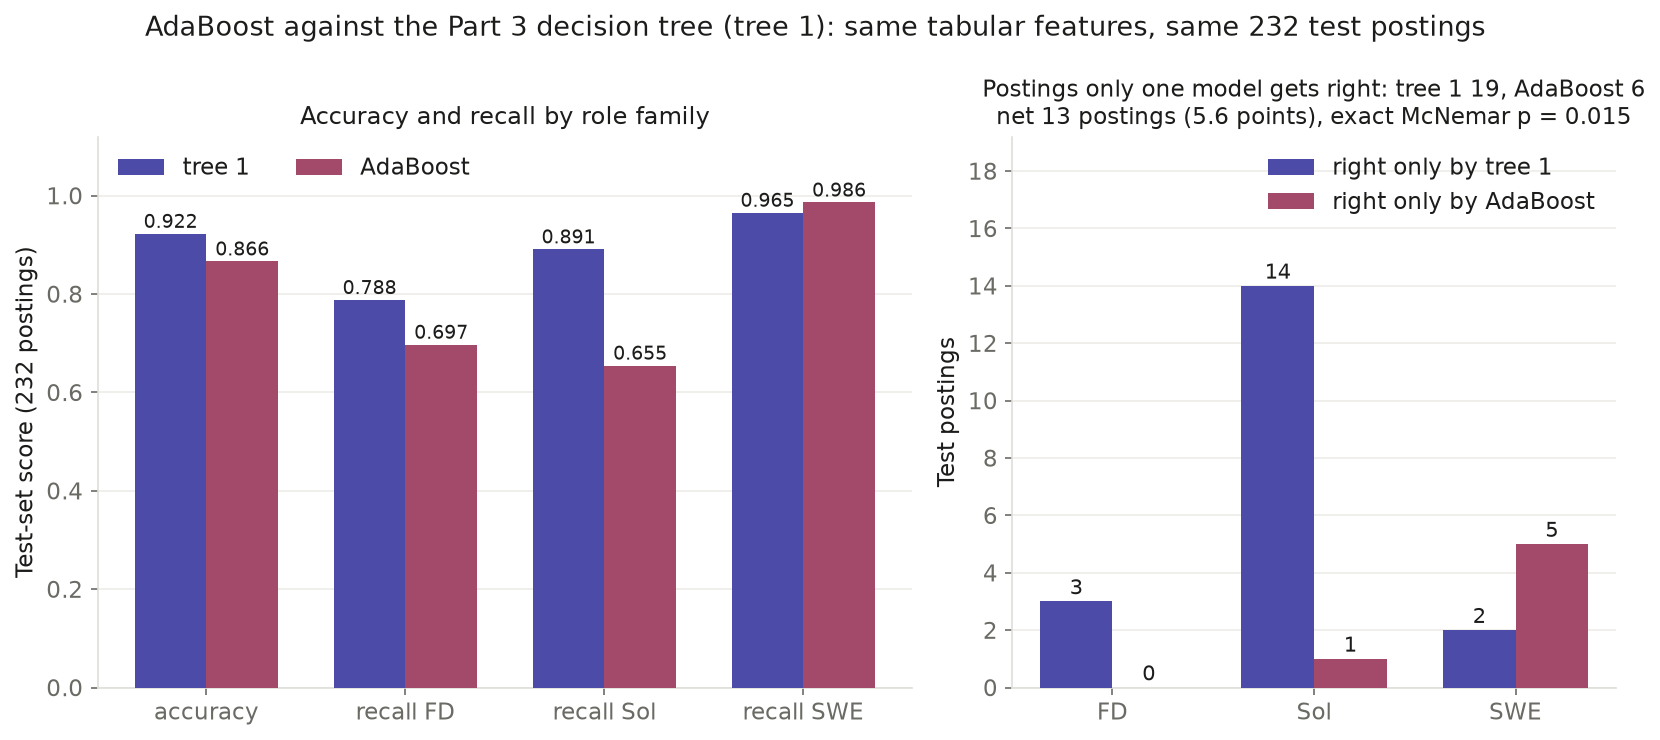 AdaBoost against the Part 3 decision tree (tree 1): same tabular features, same 232 test postings
Accuracy and recall by role family
tree 1
AdaBoost
Test-set score (232 postings)
1.0
0.8
0.6
0.4
0.2
0.0
0.922
0.866
0.788
0.697
0.891
0.655
0.965
0.986
accuracy
recall FD
recall Sol
recall SWE
Postings only one model gets right: tree 1 19, AdaBoost 6
net 13 postings (5.6 points), exact McNemar p = 0.015
right only by tree 1
right only by AdaBoost
Test postings
18
16
14
12
10
8
6
4
2
0
3
0
14
1
2
5
FD
Sol
SWE